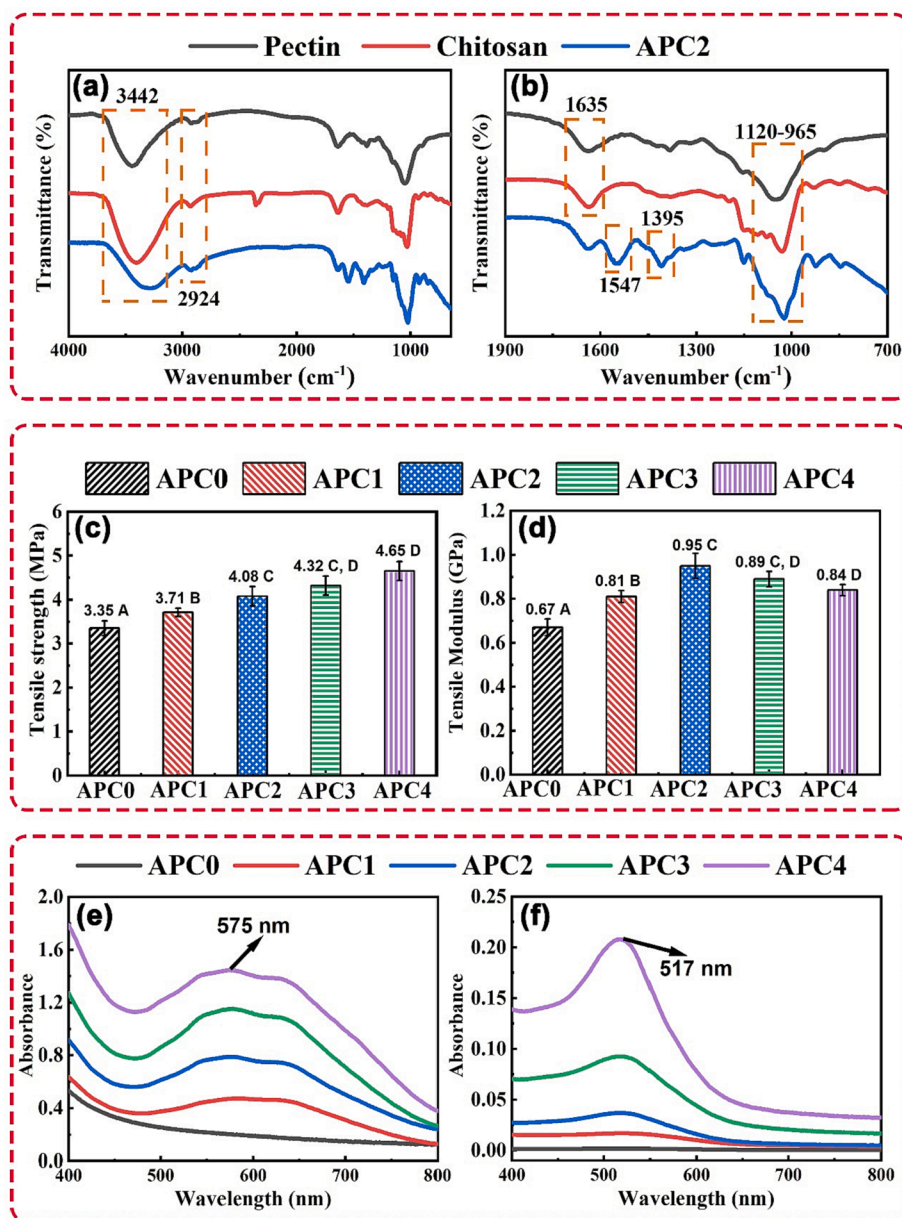 Pectin Chitosan APC2
(a)
3442
2924
Transmittance (%)
4000 3000 2000 1000
Wavenumber (cm⁻¹)
(b)
1635
1120-965
1395
1547
Transmittance (%)
1900 1600 1300 1000 700
Wavenumber (cm⁻¹)
APC0 APC1 APC2 APC3 APC4
(c)
Tensile strength (MPa)
6
5
4
3
2
1
0
3.35 A
3.71 B
4.08 C
4.32 C, D
4.65 D
APC0 APC1 APC2 APC3 APC4
(d)
Tensile Modulus (GPa)
1.2
1.0
0.8
0.6
0.4
0.2
0.0
0.67 A
0.81 B
0.95 C
0.89 C, D
0.84 D
APC0 APC1 APC2 APC3 APC4
APC0 APC1 APC2 APC3 APC4
(e)
575 nm
Absorbance
2.0
1.6
1.2
0.8
0.4
0.0
400 500 600 700 800
Wavelength (nm)
(f)
517 nm
Absorbance
0.25
0.20
0.15
0.10
0.05
0.00
400 500 600 700 800
Wavelength (nm)